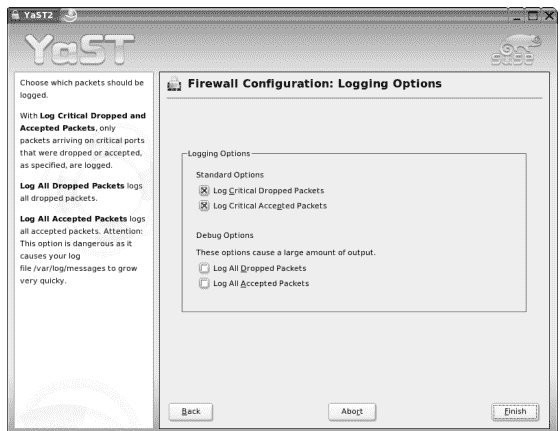 YaST2
YaST
SUSE
Choose which packets should be
logged.
With Log Critical Dropped and
Accepted Packets, only
packets arriving on critical ports
that were dropped or accepted,
as specified, are logged.
Log All Dropped Packets logs
all dropped packets.
Log All Accepted Packets logs
all accepted packets. Attention:
This option is dangerous as it
causes your log
file /var/log/messages to grow
very quicky.
Firewall Configuration: Logging Options
Logging Options
Standard Options
Log Critical Dropped Packets
Log Critical Accepted Packets
Debug Options
These options cause a large amount of output.
Log All Dropped Packets
Log All Accepted Packets
Back
Abort
Finish